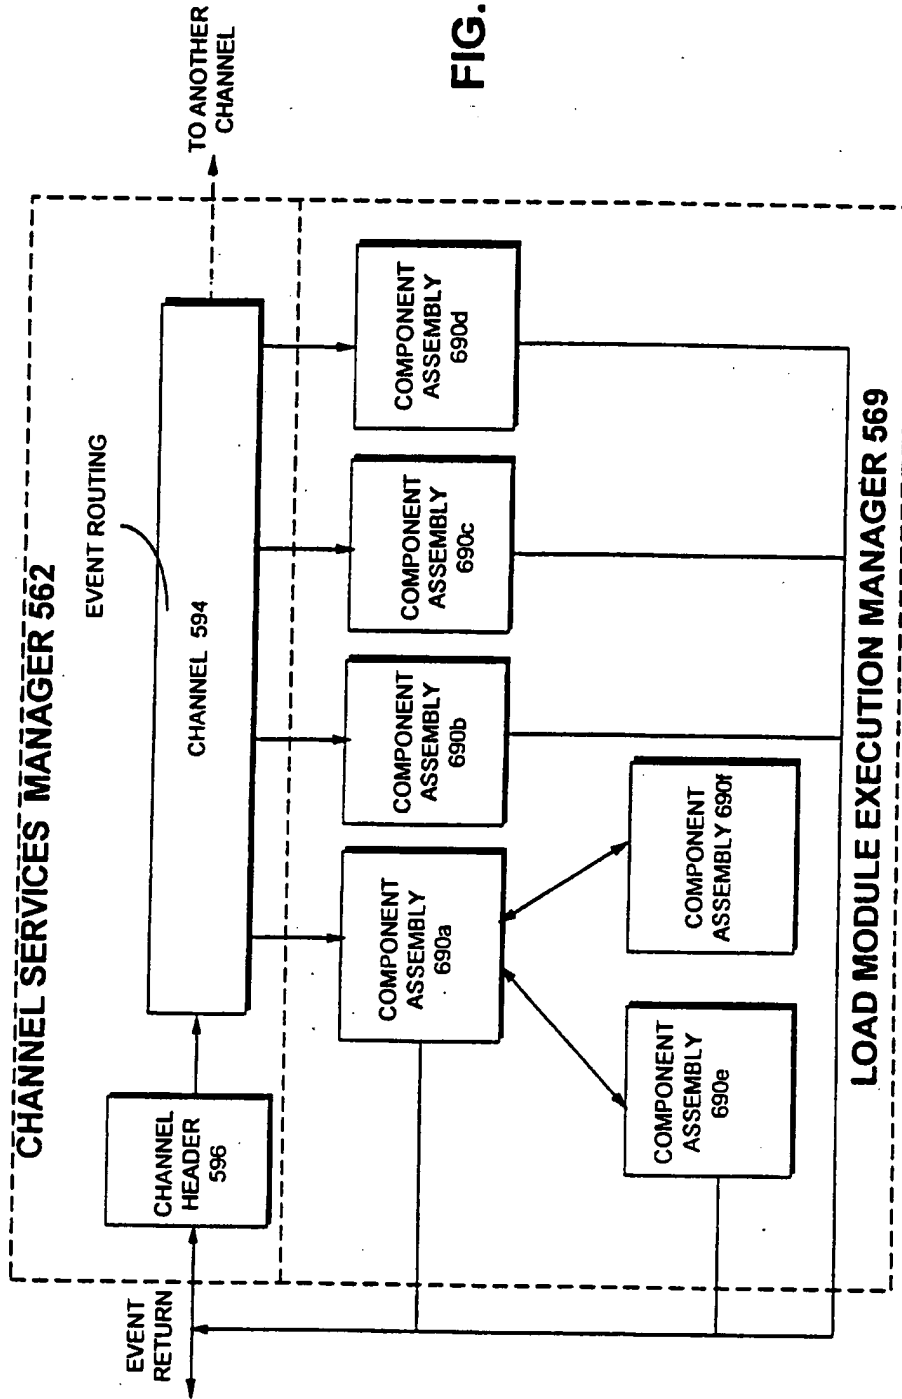 CHANNEL SERVICES MANAGER 562
EVENT ROUTING
TO ANOTHER
CHANNEL
EVENT
RETURN
CHANNEL
HEADER
596
CHANNEL 594
COMPONENT
ASSEMBLY
690a
COMPONENT
ASSEMBLY
690b
COMPONENT
ASSEMBLY
690c
COMPONENT
ASSEMBLY
690d
COMPONENT
ASSEMBLY
690e
COMPONENT
ASSEMBLY 690f
LOAD MODULE EXECUTION MANAGER 569
FIG.